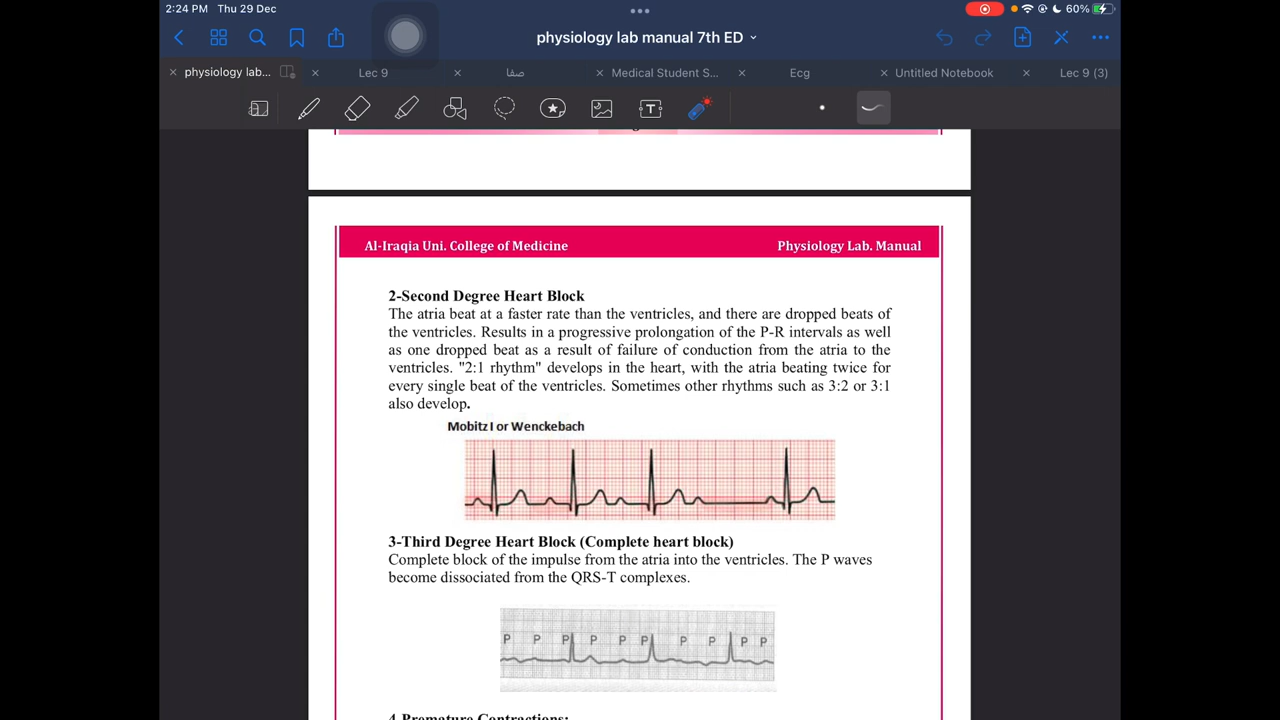 2:24 PM Thu 29 Dec
60%
physiology lab manual 7th ED
physiology lab...
Lec 9
صفا
Medical Student S...
Ecg
Untitled Notebook
Lec 9 (3)
Al-Iraqia Uni. College of Medicine
Physiology Lab. Manual
2-Second Degree Heart Block
The atria beat at a faster rate than the ventricles, and there are dropped beats of
the ventricles. Results in a progressive prolongation of the P-R intervals as well
as one dropped beat as a result of failure of conduction from the atria to the
ventricles. "2:1 rhythm" develops in the heart, with the atria beating twice for
every single beat of the ventricles. Sometimes other rhythms such as 3:2 or 3:1
also develop.
Mobitz I or Wenckebach
3-Third Degree Heart Block (Complete heart block)
Complete block of the impulse from the atria into the ventricles. The P waves
become dissociated from the QRS-T complexes.
P P P P P P P P P P
4-Premature Contractions: